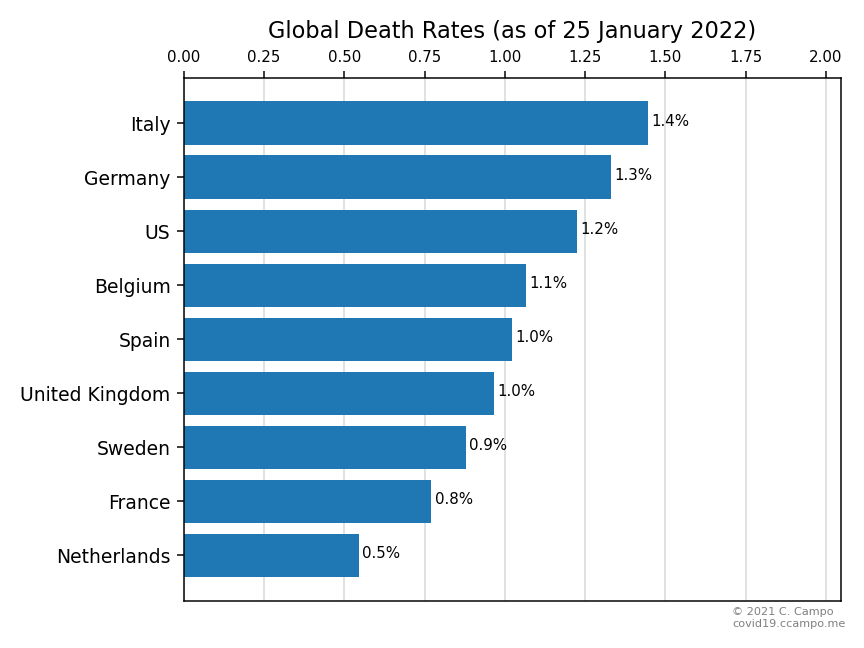 Global Death Rates (as of 25 January 2022)
0.00 0.25 0.50 0.75 1.00 1.25 1.50 1.75 2.00
Italy 1.4%
Germany 1.3%
US 1.2%
Belgium 1.1%
Spain 1.0%
United Kingdom 1.0%
Sweden 0.9%
France 0.8%
Netherlands 0.5%
© 2021 C. Campo
covid19.ccampo.me